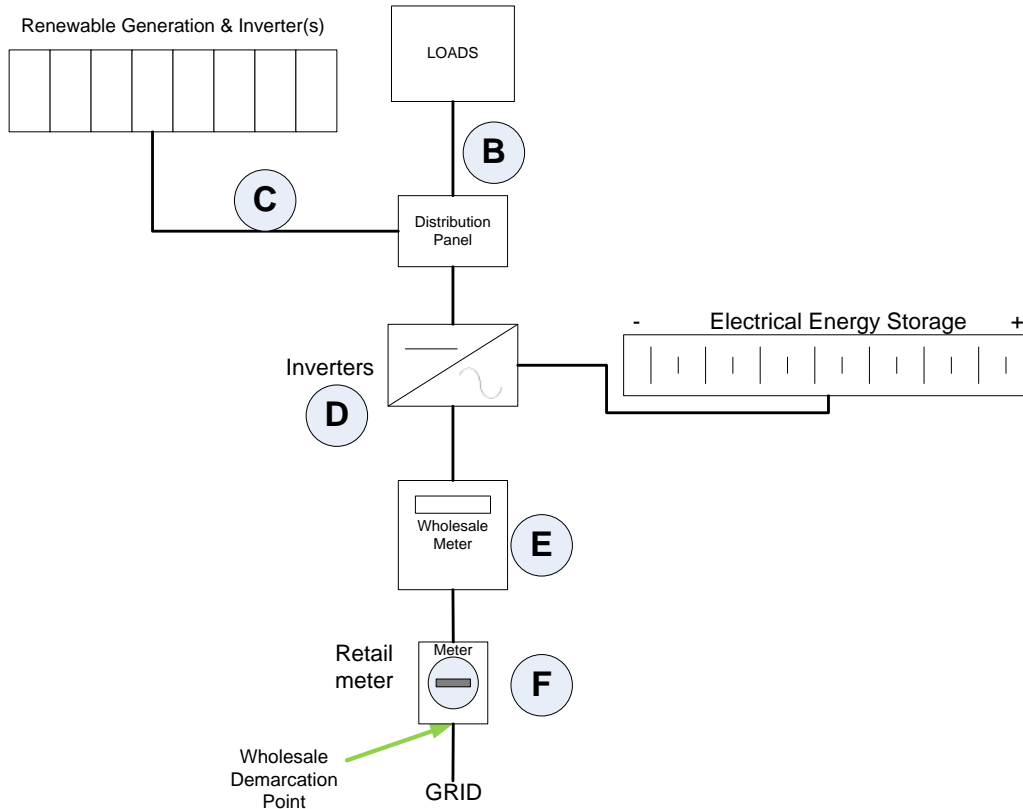 Renewable Generation & Inverter(s)
LOADS
B
C
Distribution
Panel
- Electrical Energy Storage +
Inverters
D
Wholesale
Meter
E
Meter
Retail
meter
F
Wholesale
Demarcation
Point
GRID